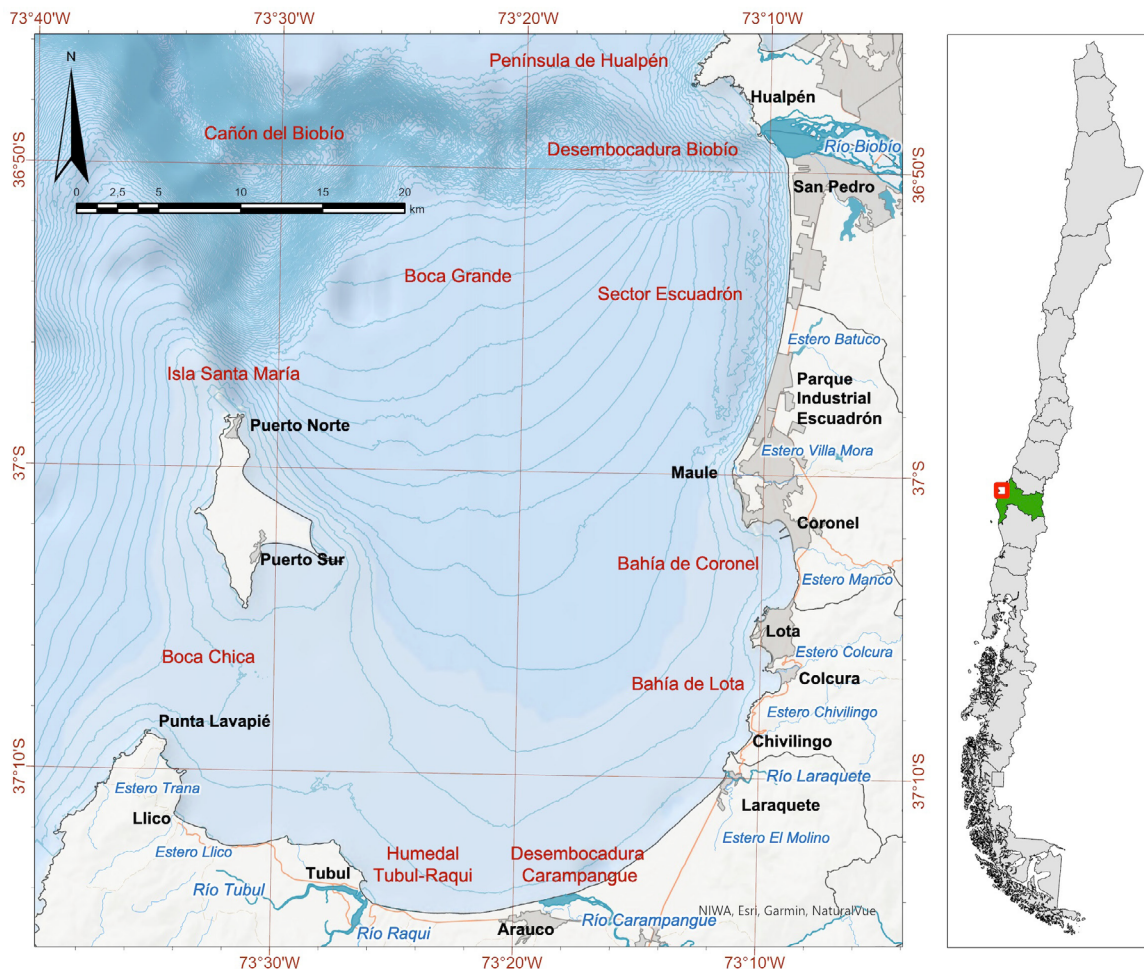 73°40'W
73°30'W
73°20'W
73°10'W
N
Península de Hualpén
Hualpén
Cañón del Biobío
Desembocadura Biobío
Río Biobío
36°50'S
36°50'S
San Pedro
0 2,5 5 10 15 20
km
Boca Grande
Sector Escuadrón
Estero Batuco
Isla Santa María
Parque
Industrial
Escuadrón
Puerto Norte
Estero Villa Mora
37°S
Maule
37°S
Coronel
Puerto Sur
Bahía de Coronel
Estero Manco
Lota
Estero Colcura
Boca Chica
Colcura
Bahía de Lota
Estero Chivilingo
Punta Lavapié
Chivilingo
37°10'S
Río Laraquete
37°10'S
Estero Trana
Laraquete
Llico
Estero El Molino
Estero Llico
Humedal
Tubul-Raqui
Desembocadura
Carampangue
Tubul
Río Tubul
NIWA, Esri, Garmin, NaturalVue
Río Carampangue
Río Raqui
Arauco
73°30'W
73°20'W
73°10'W